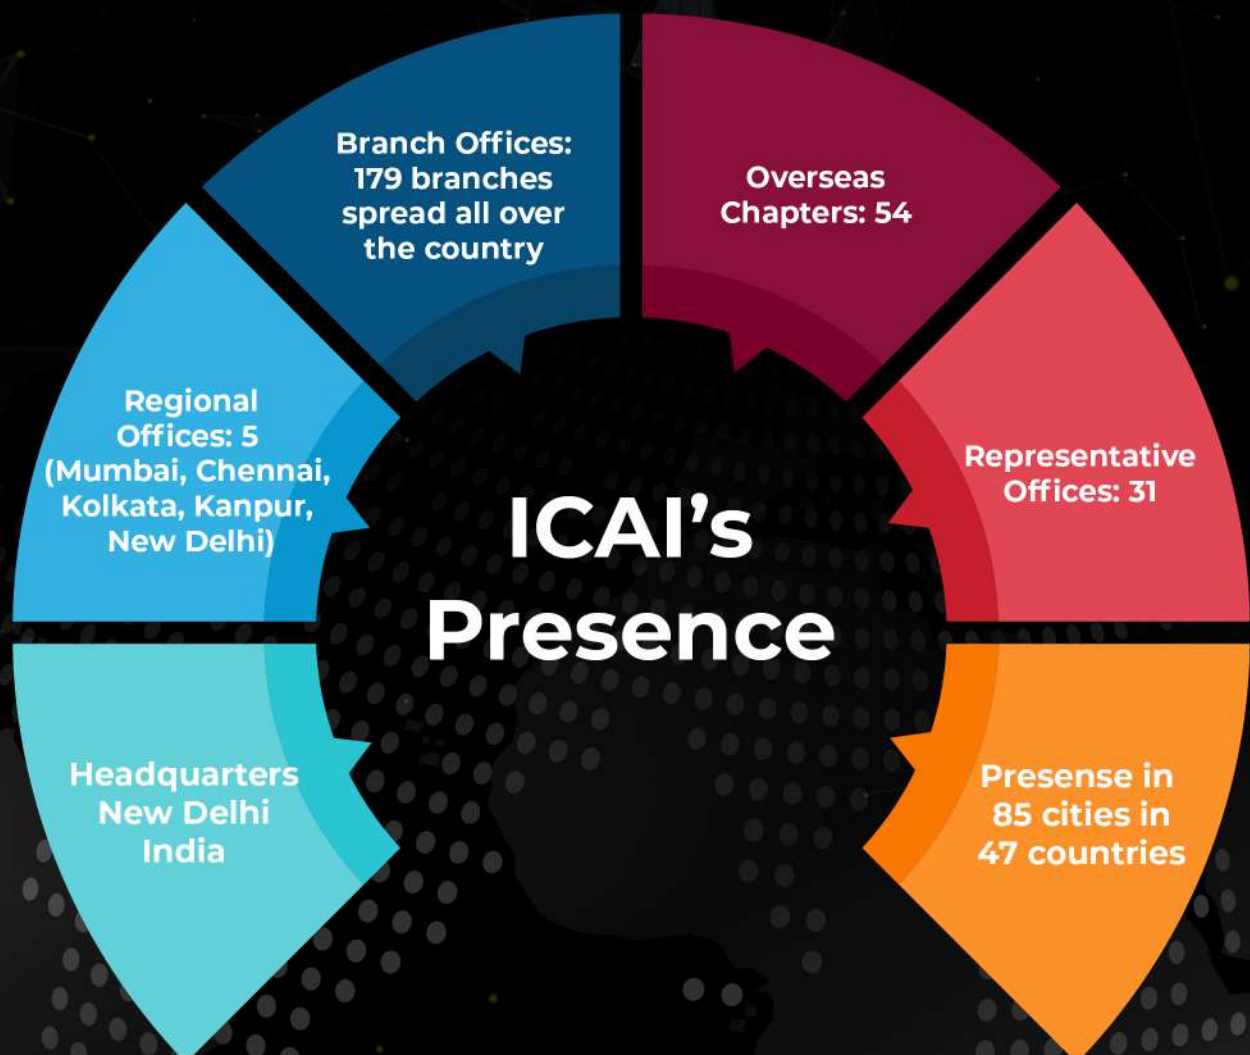 ICAI’s
Presence
Headquarters
New Delhi
India
Regional
Offices: 5
(Mumbai, Chennai,
Kolkata, Kanpur,
New Delhi)
Branch Offices:
179 branches
spread all over
the country
Overseas
Chapters: 54
Representative
Offices: 31
Presense in
85 cities in
47 countries